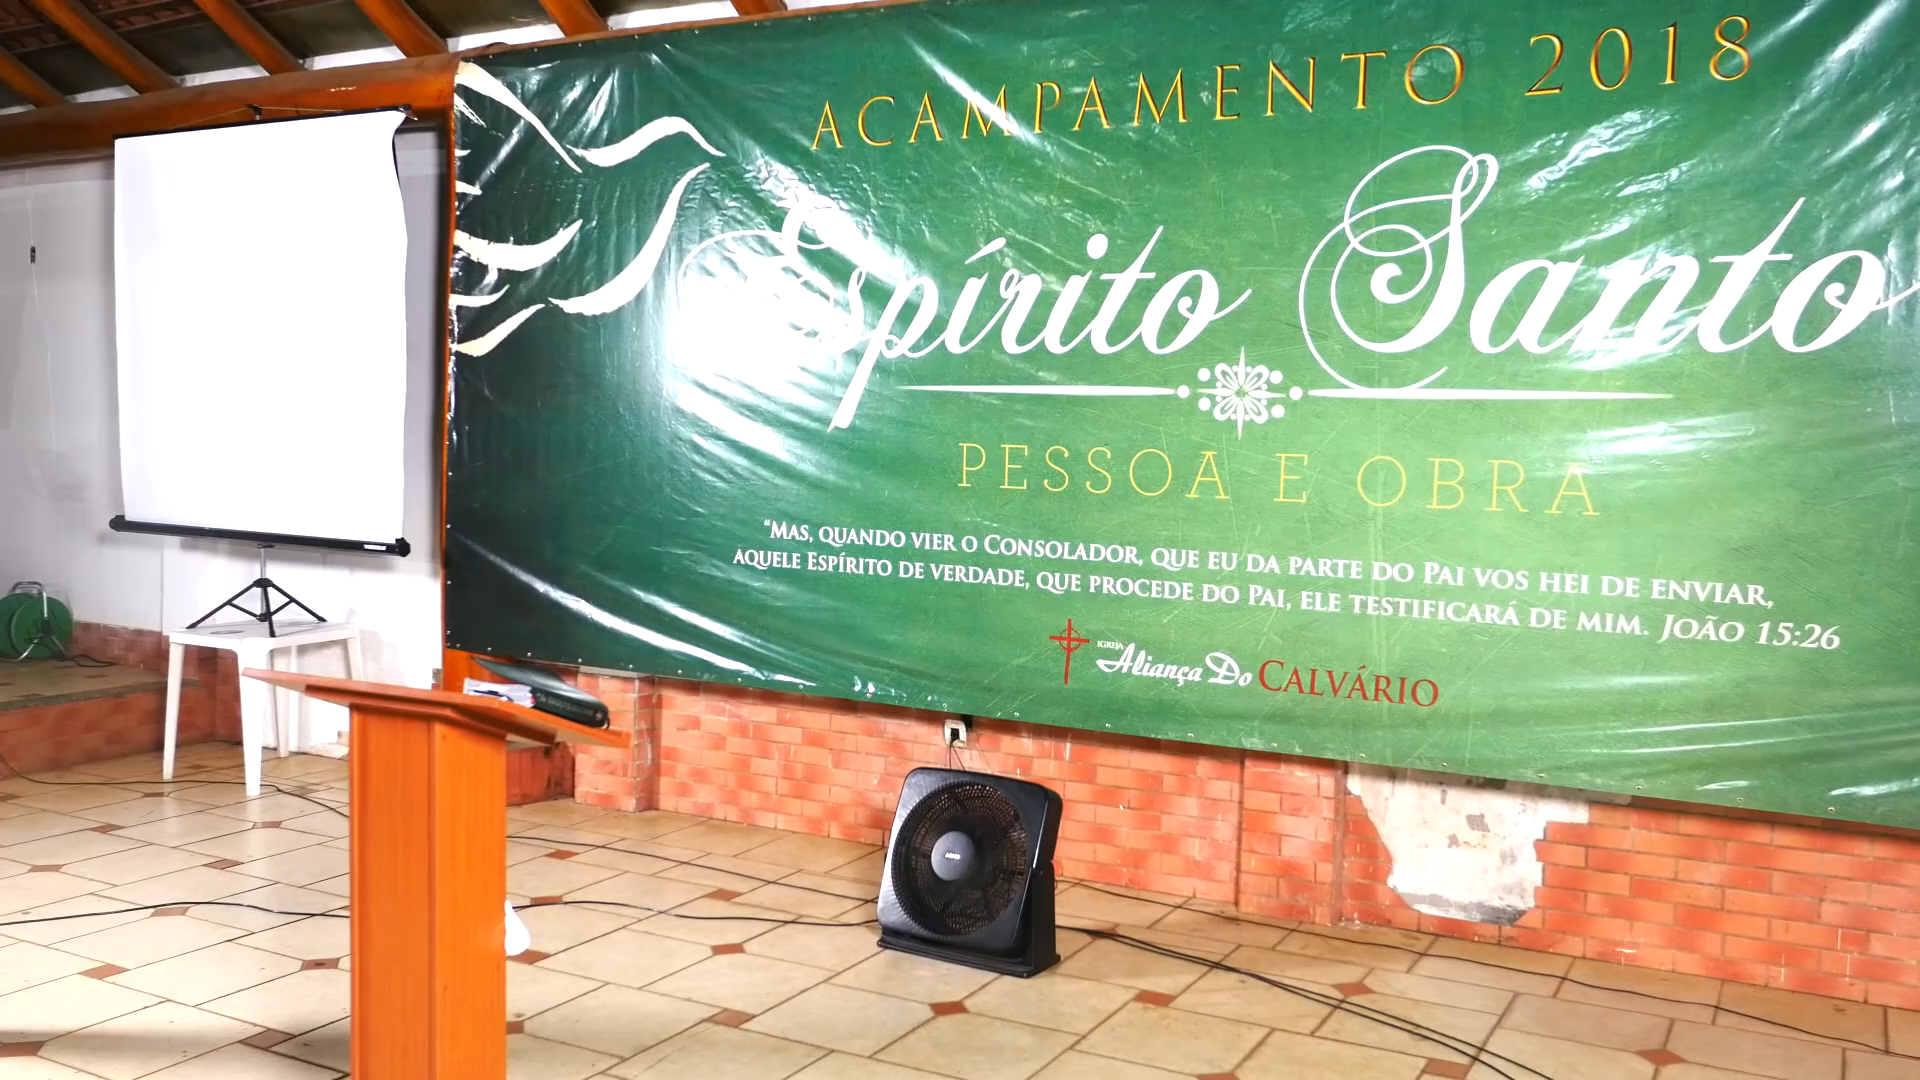 ACAMPAMENTO 2018
Espírito Santo
PESSOA E OBRA
“MAS, QUANDO VIER O CONSOLADOR, QUE EU DA PARTE DO PAI VOS HEI DE ENVIAR,
AQUELE ESPÍRITO DE VERDADE, QUE PROCEDE DO PAI, ELE TESTIFICARÁ DE MIM. JOÃO 15:26
IGREJA
Aliança Do CALVÁRIO